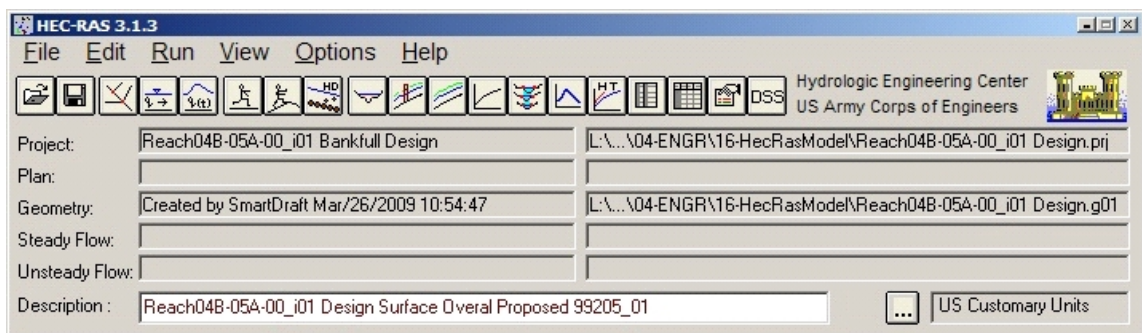 HEC-RAS 3.1.3
File Edit Run View Options Help
HD HT DSS
Hydrologic Engineering Center
US Army Corps of Engineers
Project: Reach04B-05A-00_i01 Bankfull Design L:\...\04-ENGR\16-HecRasModel\Reach04B-05A-00_i01 Design.prj
Plan:
Geometry: Created by SmartDraft Mar/26/2009 10:54:47 L:\...\04-ENGR\16-HecRasModel\Reach04B-05A-00_i01 Design.g01
Steady Flow:
Unsteady Flow:
Description : Reach04B-05A-00_i01 Design Surface Overal Proposed 99205_01 ... US Customary Units